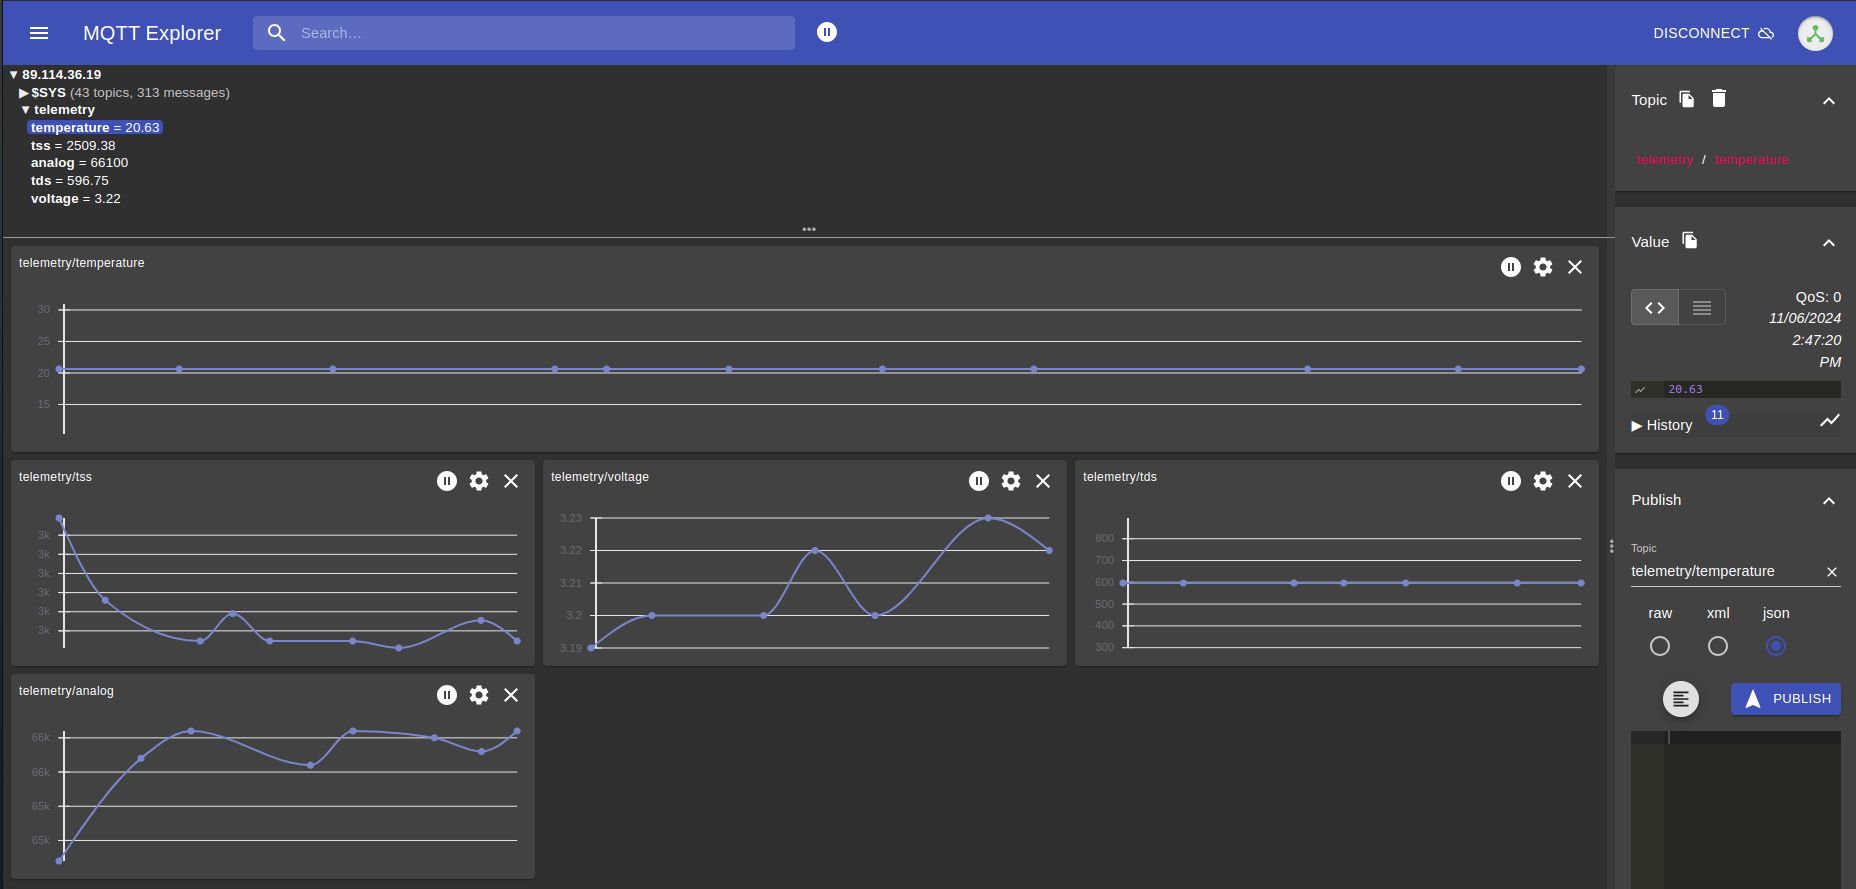 MQTT Explorer
Search…
DISCONNECT
▼ 89.114.36.19
▶ $SYS (43 topics, 313 messages)
▼ telemetry
temperature = 20.63
tss = 2509.38
analog = 66100
tds = 596.75
voltage = 3.22
telemetry/temperature
30
25
20
15
telemetry/tss
3k
3k
3k
3k
3k
3k
telemetry/voltage
3.23
3.22
3.21
3.2
3.19
telemetry/tds
800
700
600
500
400
300
telemetry/analog
66k
66k
65k
65k
Topic
telemetry / temperature
Value
QoS: 0
11/06/2024
2:47:20
PM
20.63
▶ History 11
Publish
Topic
telemetry/temperature
raw xml json
PUBLISH